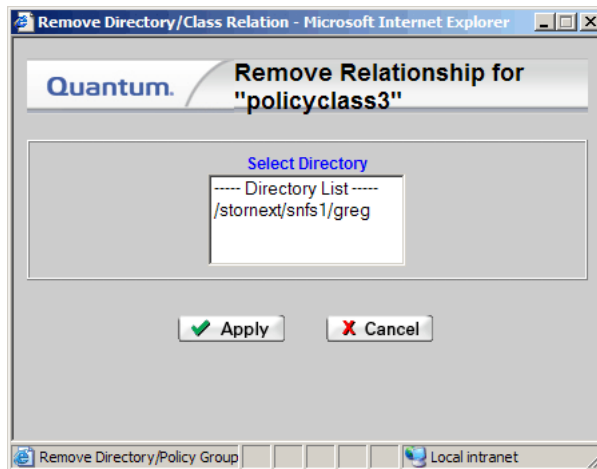 Remove Directory/Class Relation - Microsoft Internet Explorer
Quantum.
Remove Relationship for
"policyclass3"
Select Directory
----- Directory List -----
/stornext/snfs1/greg
Apply
Cancel
Remove Directory/Policy Group
Local intranet